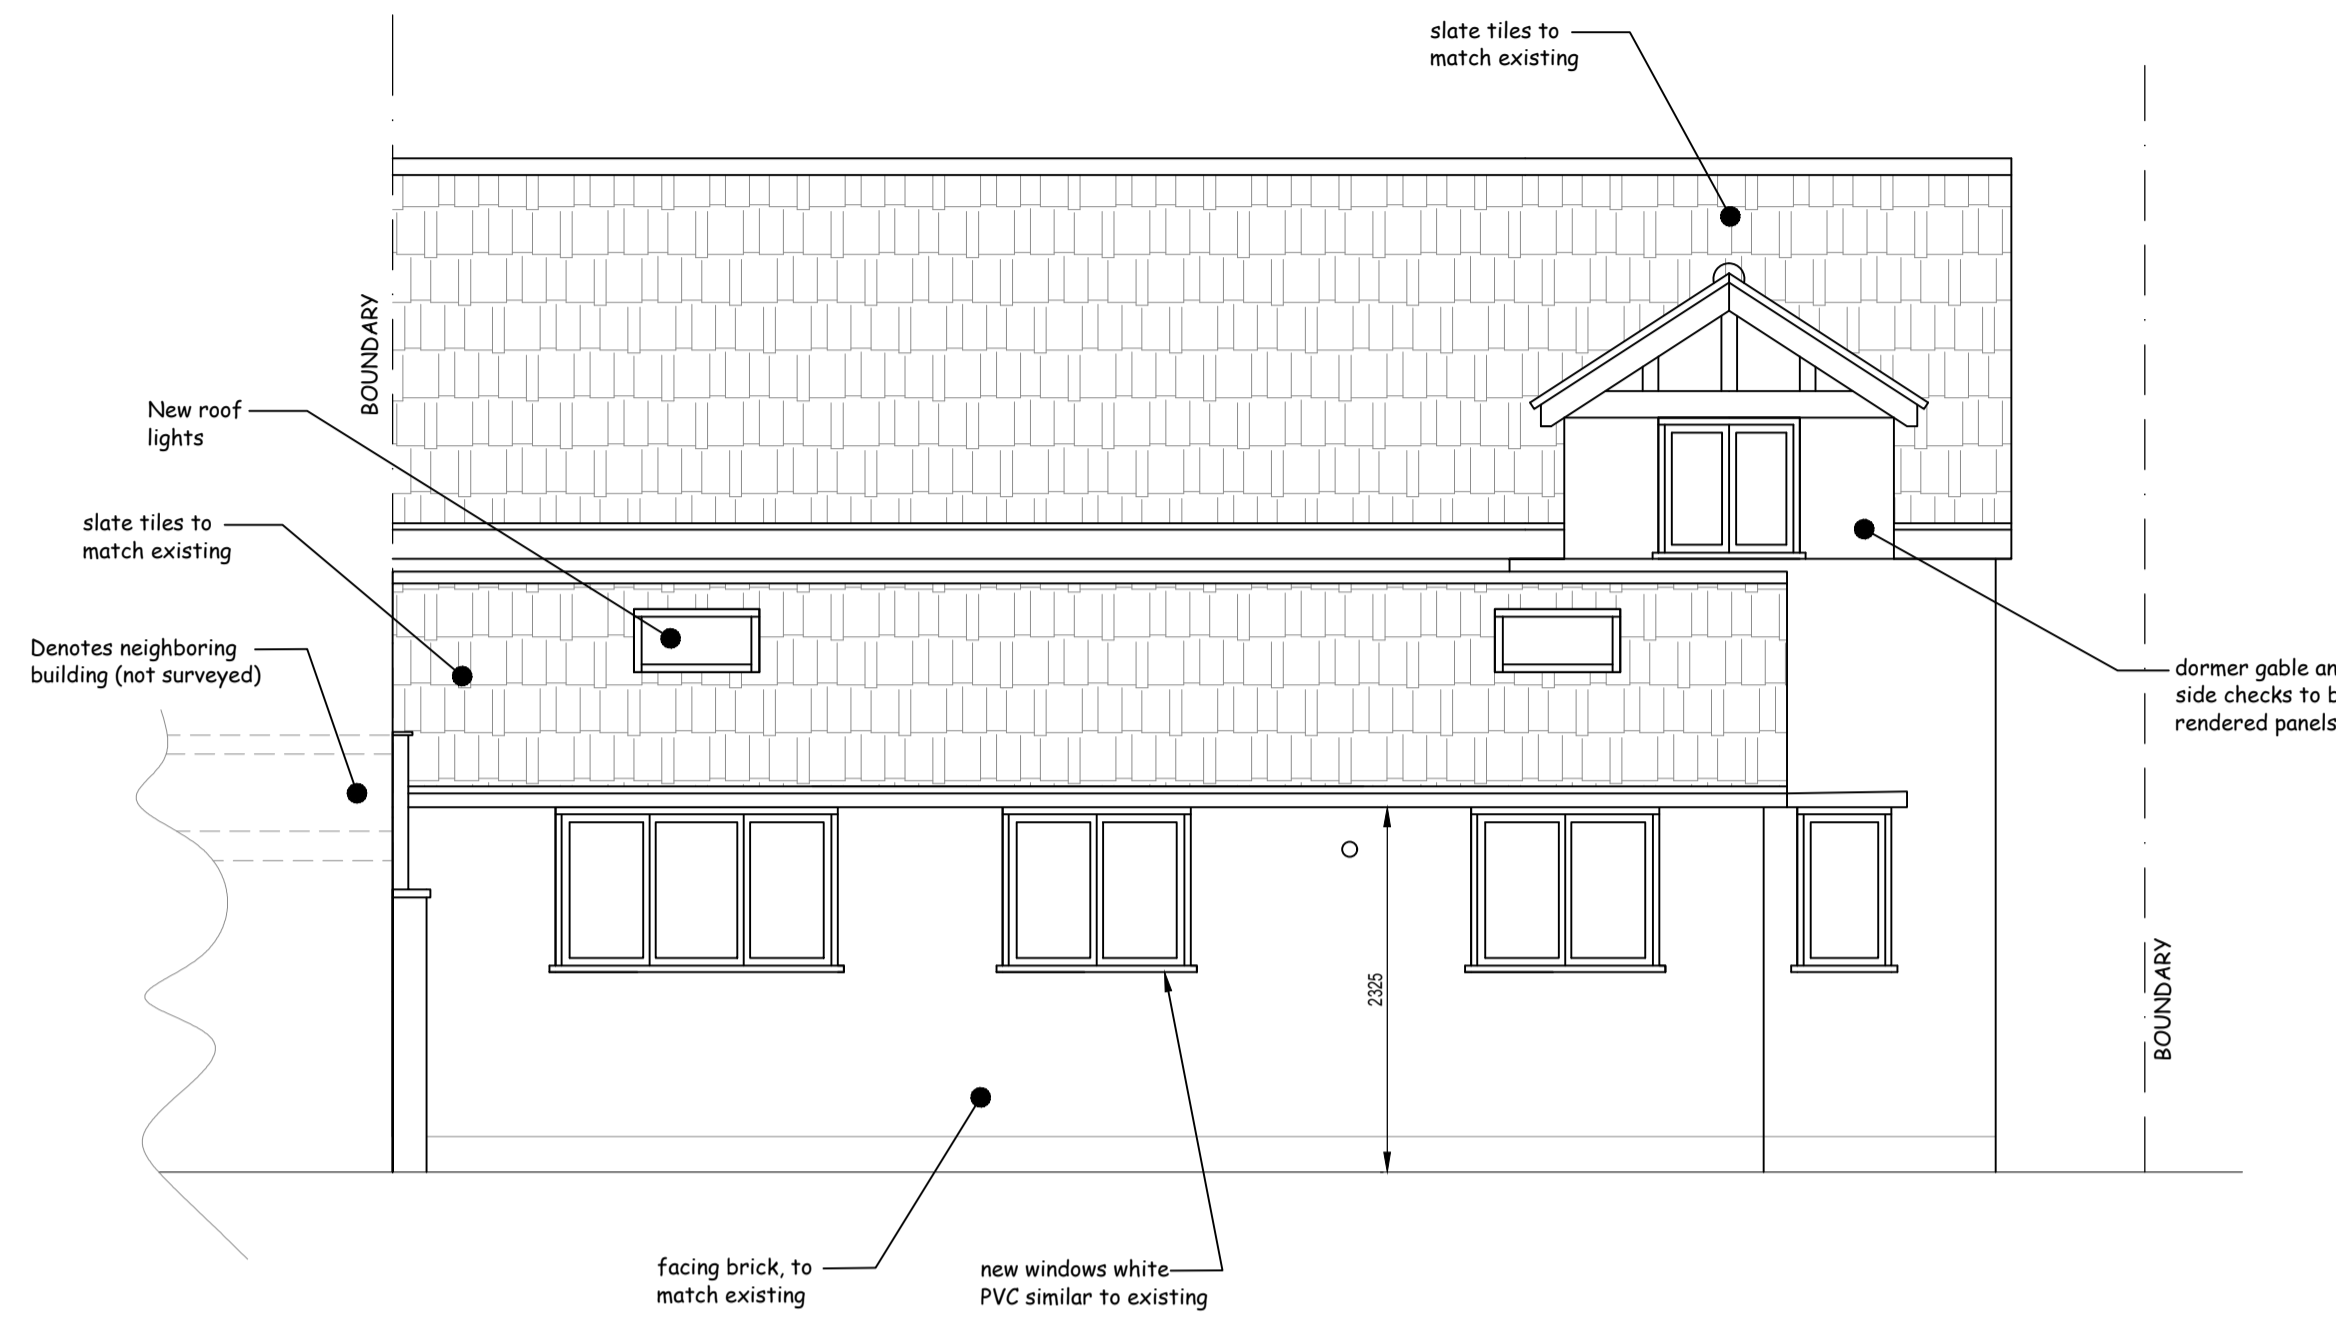 slate tiles to
match existing
BOUNDARY
New roof
lights
slate tiles to
match existing
Denotes neighboring
building (not surveyed)
dormer gable an
side checks to b
rendered panels
2325
BOUNDARY
facing brick, to
match existing
new windows white
PVC similar to existing